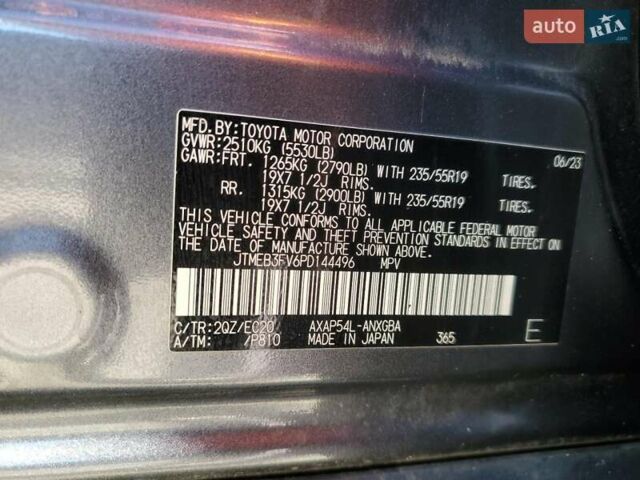 auto RIA
.com
MFD.BY:TOYOTA MOTOR CORPORATION 06/23
GVWR:2510KG (5530LB)
GAWR:FRT. 1265KG (2790LB) WITH 235/55R19 TIRES.
19X7 1/2J RIMS.
RR. 1315KG (2900LB) WITH 235/55R19 TIRES.
19X7 1/2J RIMS.
THIS VEHICLE CONFORMS TO ALL APPLICABLE FEDERAL MOTOR
VEHICLE SAFETY AND THEFT PREVENTION STANDARDS IN EFFECT ON
THE DATE OF MANUFACTURE SHOWN ABOVE.
JTMEB3FV6PD144496 MPV
C/TR:2QZ/EC20 AXAP54L-ANXGBA
A/TM: /P810 MADE IN JAPAN 365 E